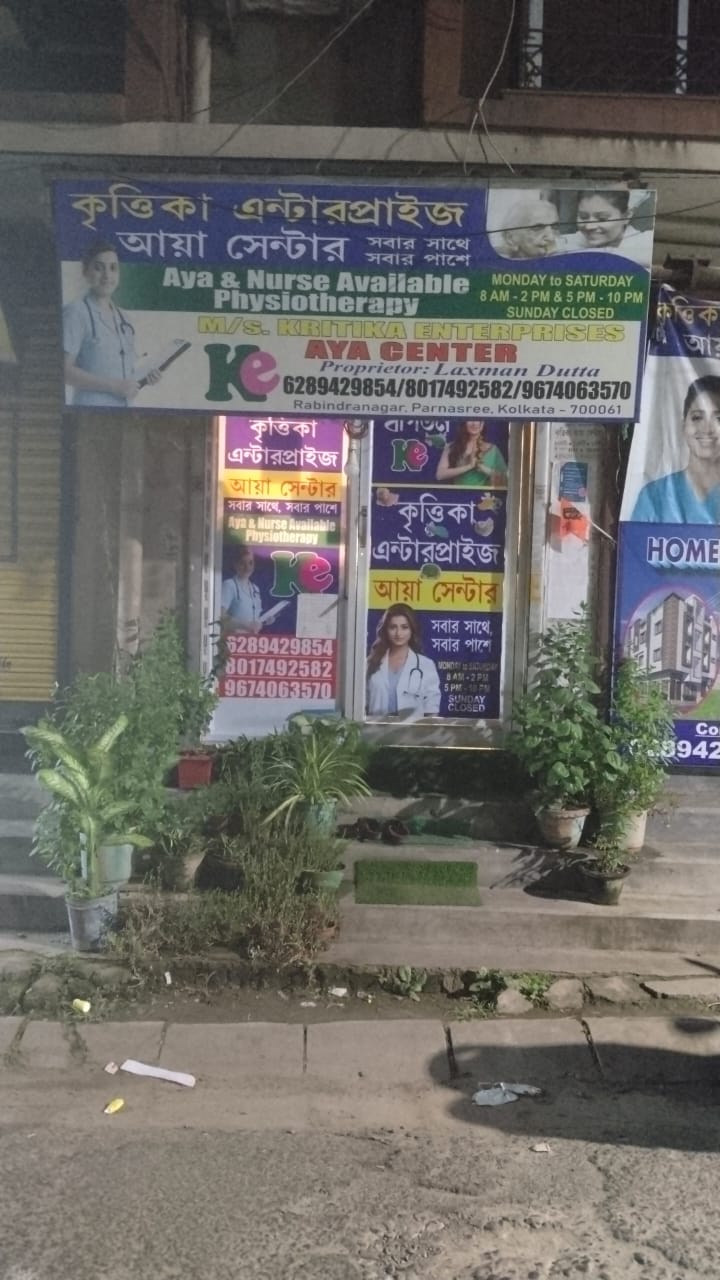 কৃত্তিকা এন্টারপ্রাইজ
আয়া সেন্টার
সবার সাথে
সবার পাশে
Aya & Nurse Available
Physiotherapy
MONDAY to SATURDAY
8 AM - 2 PM & 5 PM - 10 PM
SUNDAY CLOSED
M/S. KRITIKA ENTERPRISES
Ke
AYA CENTER
Proprietor: Laxman Dutta
6289429854/8017492582/9674063570
Rabindranagar, Parnasree, Kolkata - 700061
কৃত্তিকা
এন্টারপ্রাইজ
আয়া সেন্টার
সবার সাথে, সবার পাশে
Aya & Nurse Available
Physiotherapy
Ke
6289429854
8017492582
9674063570
Ke
কৃত্তিকা
এন্টারপ্রাইজ
আয়া সেন্টার
সবার সাথে,
সবার পাশে
MONDAY to SATURDAY
8 AM - 2 PM
5 PM - 10 PM
SUNDAY
CLOSED
HOME